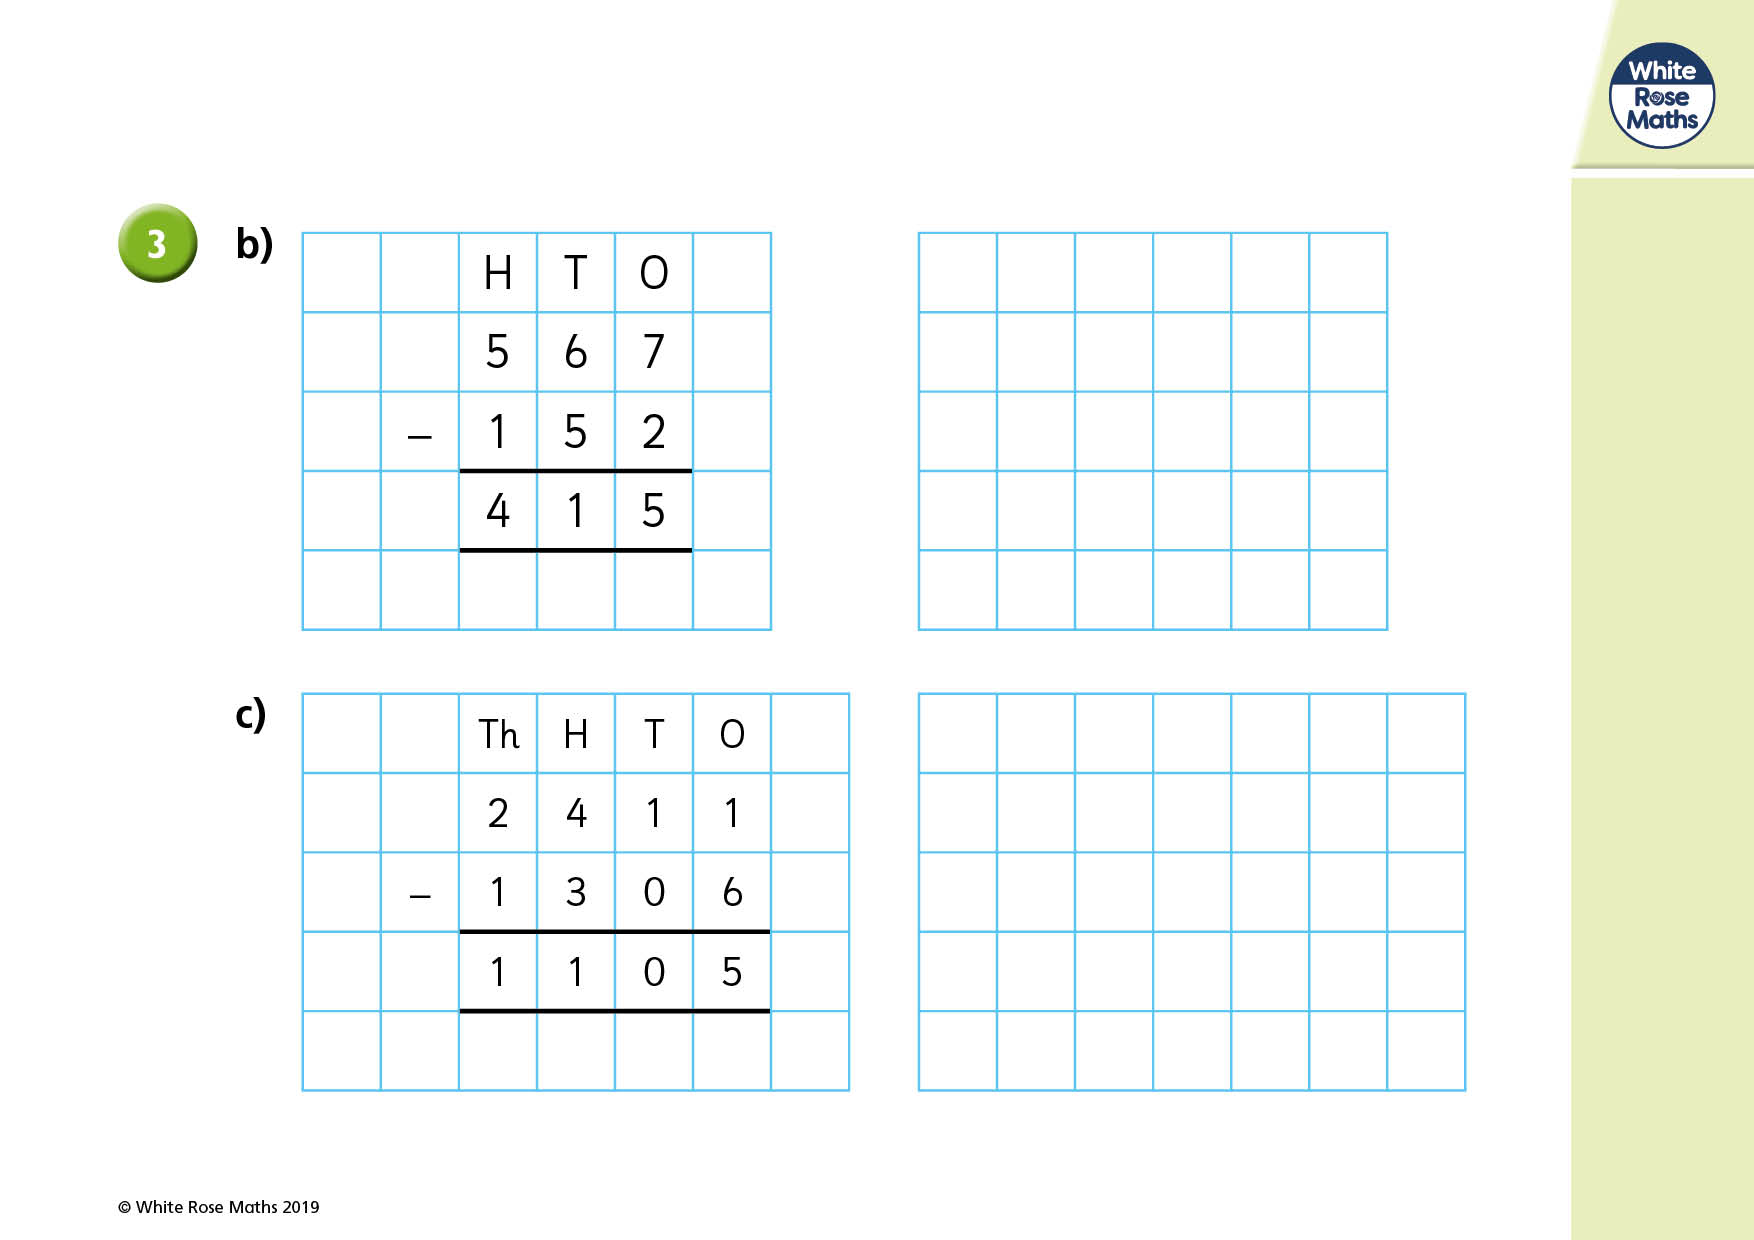 White
Rose
Maths
3 b)
H T O
5 6 7
– 1 5 2
4 1 5
c)
Th H T O
2 4 1 1
– 1 3 0 6
1 1 0 5
© White Rose Maths 2019